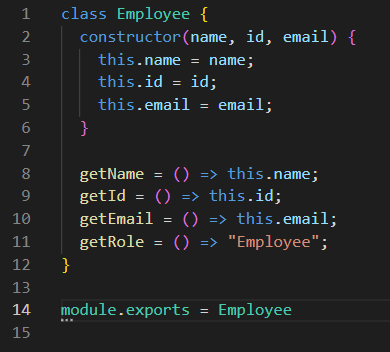 1 class Employee {
2 constructor(name, id, email) {
3 this.name = name;
4 this.id = id;
5 this.email = email;
6 }
7
8 getName = () => this.name;
9 getId = () => this.id;
10 getEmail = () => this.email;
11 getRole = () => "Employee";
12 }
13
14 module.exports = Employee
15